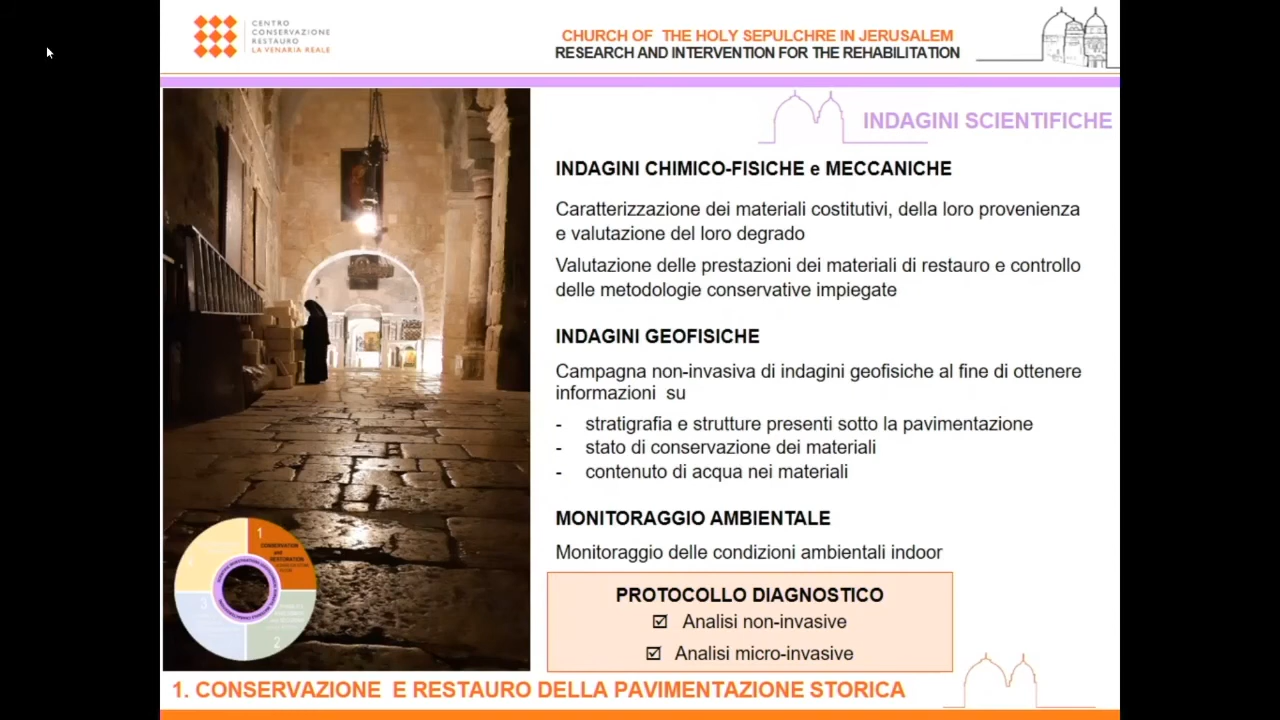 CENTRO
CONSERVAZIONE
RESTAURO
LA VENARIA REALE
CHURCH OF THE HOLY SEPULCHRE IN JERUSALEM
RESEARCH AND INTERVENTION FOR THE REHABILITATION
INDAGINI SCIENTIFICHE
INDAGINI CHIMICO-FISICHE e MECCANICHE
Caratterizzazione dei materiali costitutivi, della loro provenienza
e valutazione del loro degrado
Valutazione delle prestazioni dei materiali di restauro e controllo
delle metodologie conservative impiegate
INDAGINI GEOFISICHE
Campagna non-invasiva di indagini geofisiche al fine di ottenere
informazioni su
- stratigrafia e strutture presenti sotto la pavimentazione
- stato di conservazione dei materiali
- contenuto di acqua nei materiali
MONITORAGGIO AMBIENTALE
Monitoraggio delle condizioni ambientali indoor
PROTOCOLLO DIAGNOSTICO
☑ Analisi non-invasive
☑ Analisi micro-invasive
1
CONSERVATION
and
RESTORATION
3
2
1. CONSERVAZIONE E RESTAURO DELLA PAVIMENTAZIONE STORICA